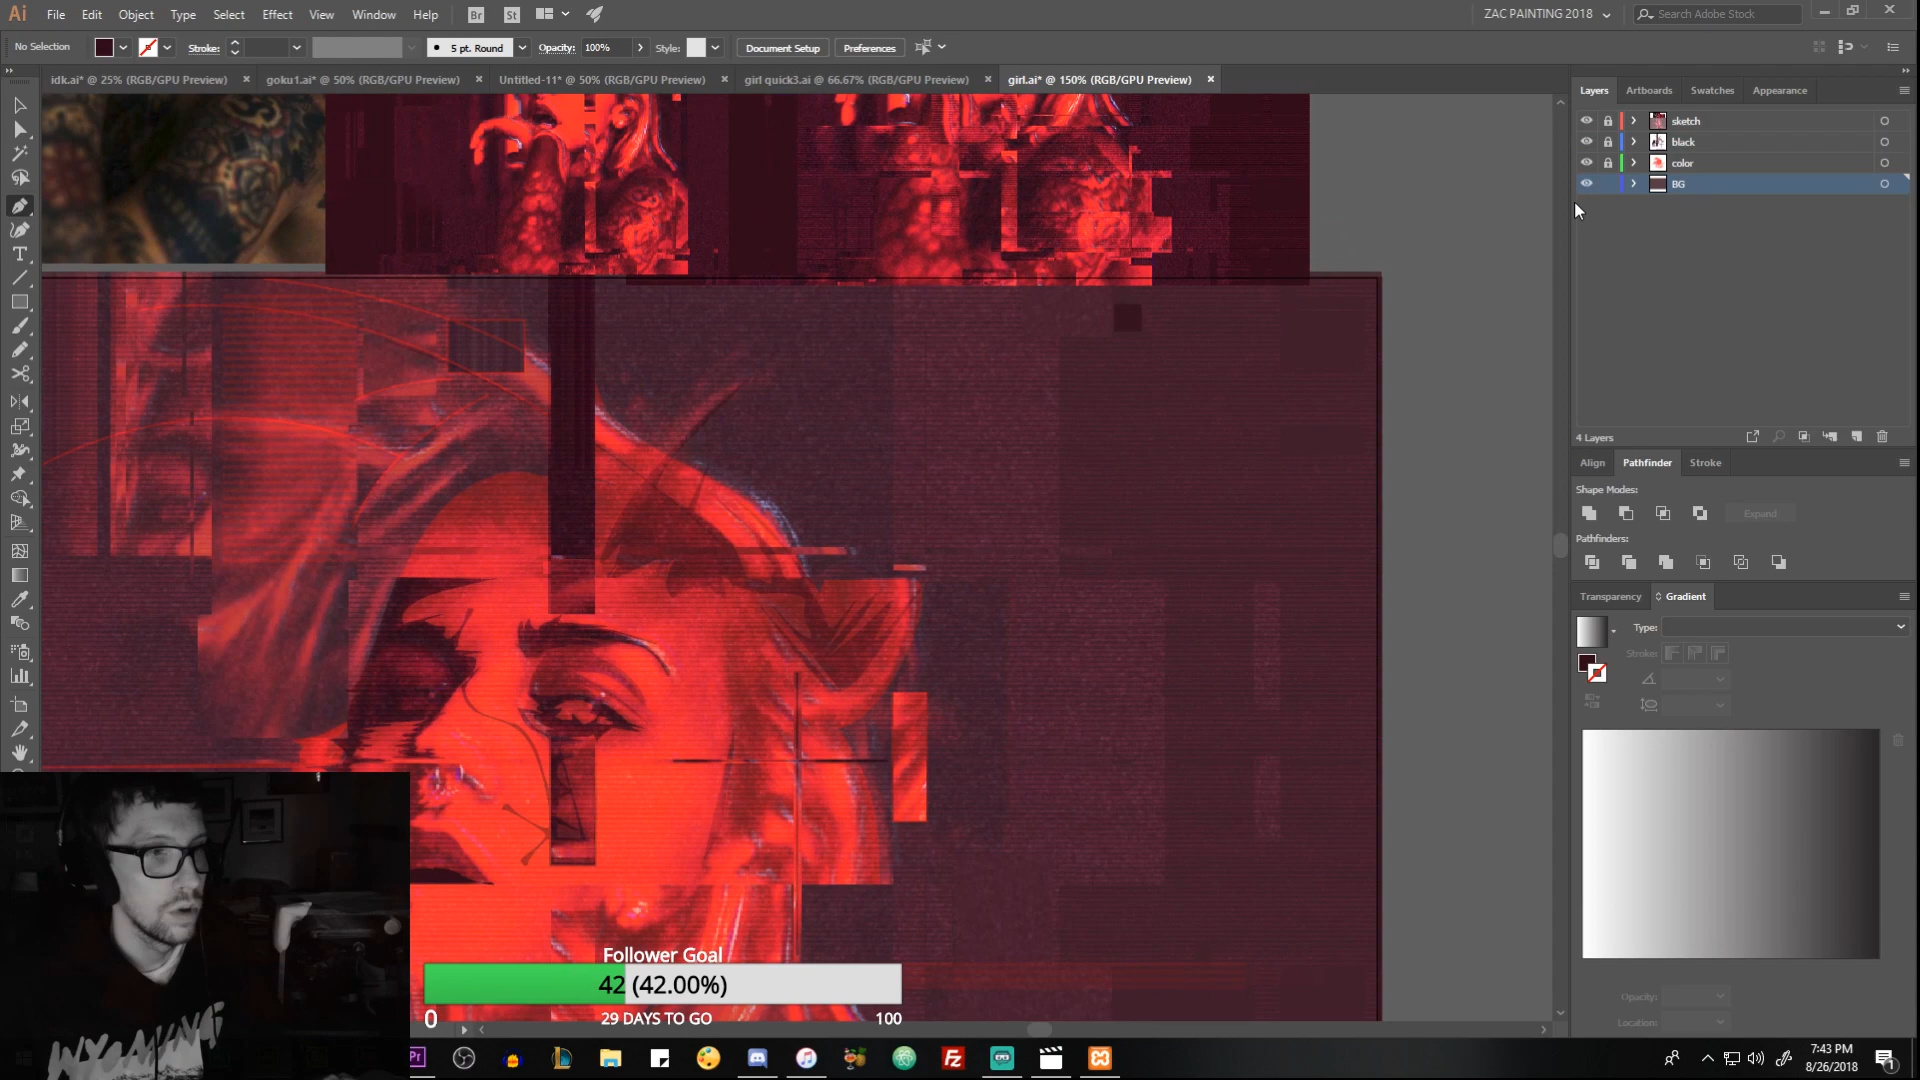 Ai File Edit Object Type Select Effect View Window Help Br St ZAC PAINTING 2018 Search Adobe Stock
No Selection Stroke: 5 pt. Round Opacity: 100% Style: Document Setup Preferences
idk.ai* @ 25% (RGB/GPU Preview) goku1.ai* @ 50% (RGB/GPU Preview) Untitled-11* @ 50% (RGB/GPU Preview) girl quick3.ai @ 66.67% (RGB/GPU Preview) girl.ai* @ 150% (RGB/GPU Preview)
Layers Artboards Swatches Appearance
sketch
black
color
BG
4 Layers
Align Pathfinder Stroke
Shape Modes:
Expand
Pathfinders:
Transparency Gradient
Type:
Stroke:
Opacity:
Location:
Follower Goal
42 (42.00%)
0 29 DAYS TO GO 100
Pr Fz
7:43 PM
8/26/2018
1